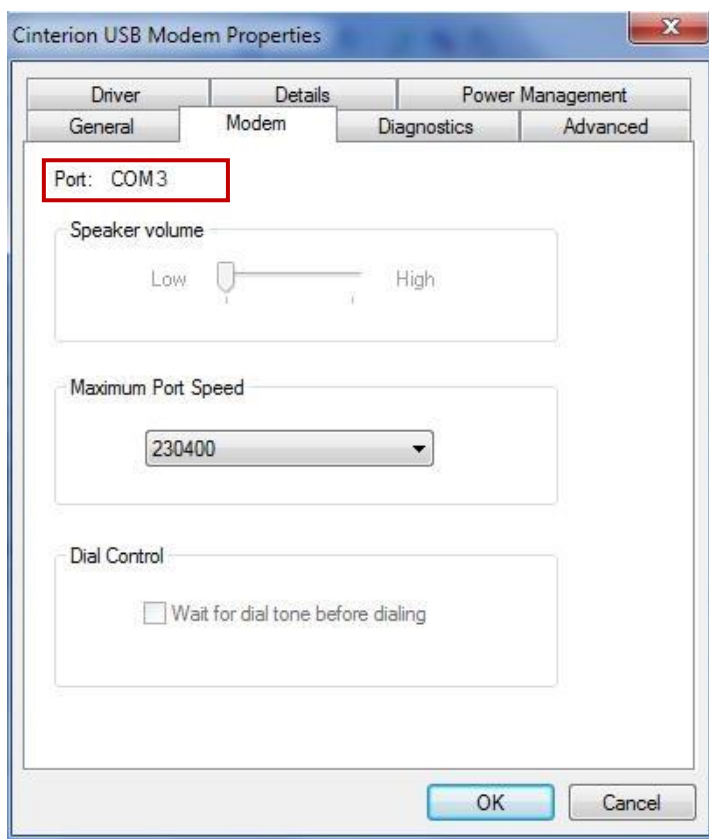 Cinterion USB Modem Properties
Driver Details Power Management
General Modem Diagnostics Advanced
Port: COM3
Speaker volume
Low High
Maximum Port Speed
230400
Dial Control
Wait for dial tone before dialing
OK Cancel